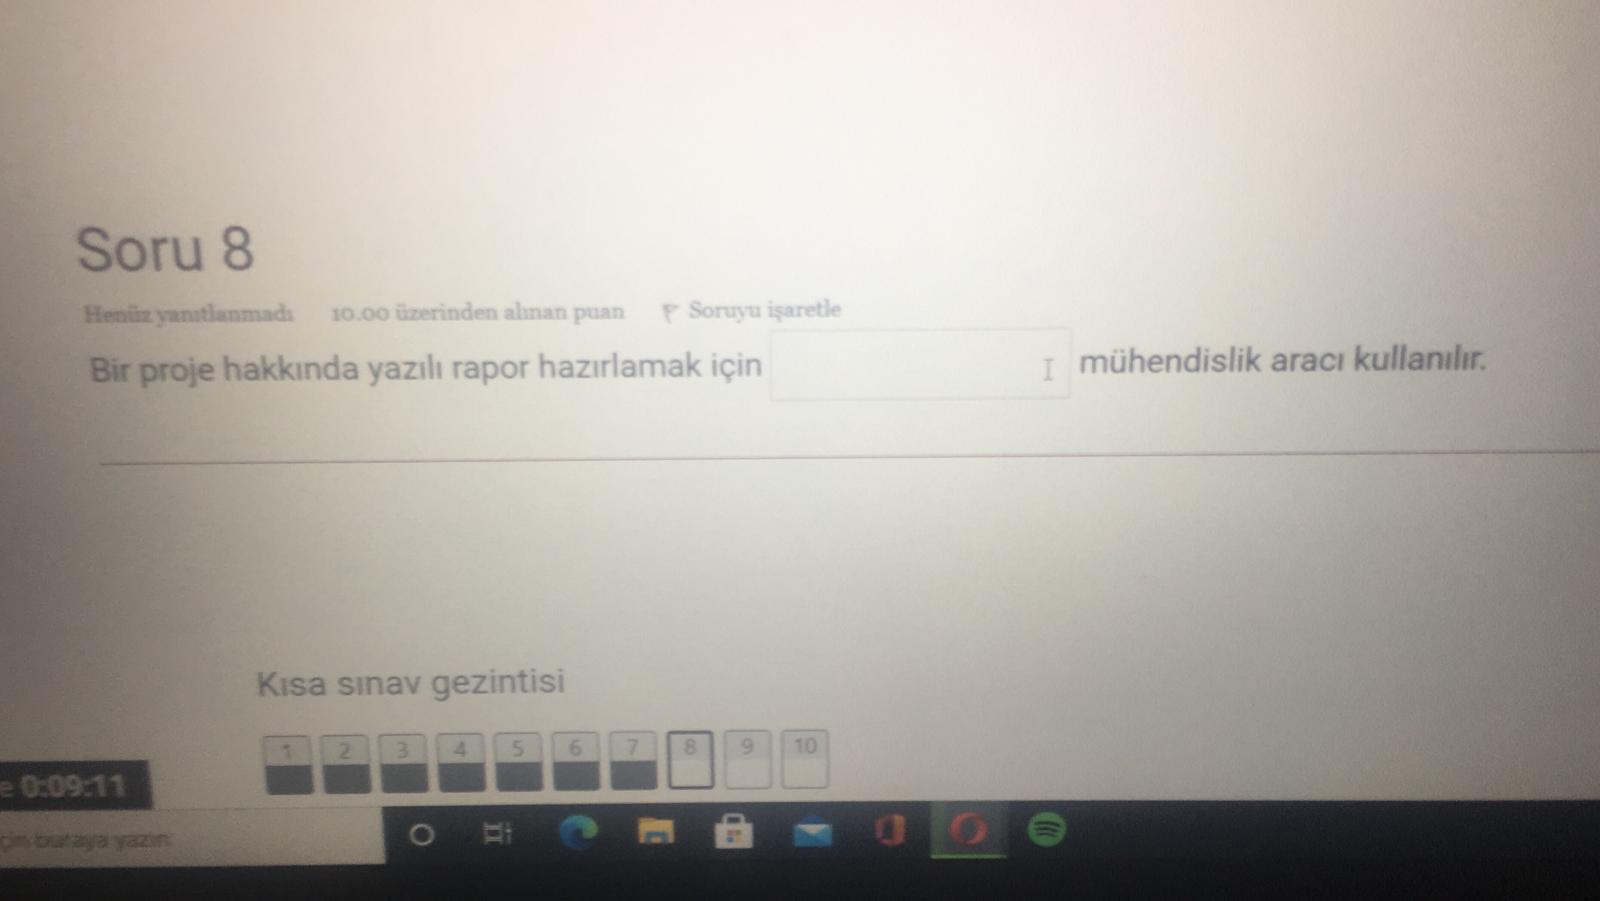 Soru 8
Henüz yanıtlanmadı 10.00 üzerinden alınan puan Soruyu işaretle
Bir proje hakkında yazılı rapor hazırlamak için mühendislik aracı kullanılır.
Kısa sınav gezintisi
1 2 3 4 5 6 7 8 9 10
e 0:09:11
çin buraya yazın